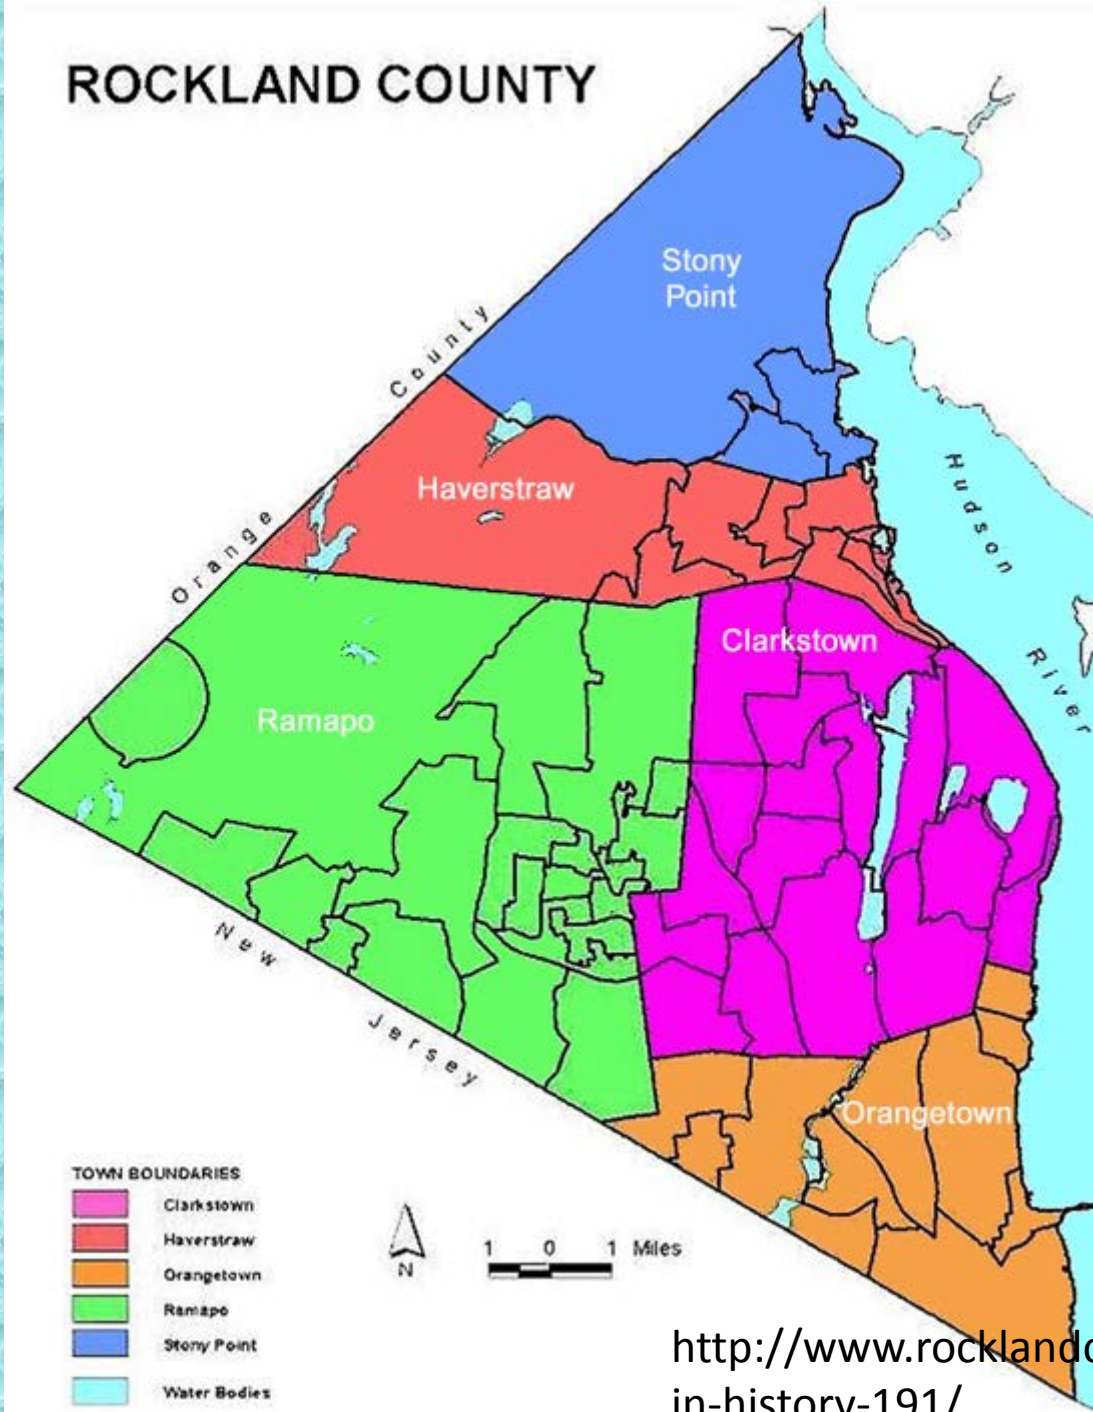 ROCKLAND COUNTY
Stony
Point
County
Haverstraw
Hudson
Orange
Clarkstown
River
Ramapo
New
Jersey
Orangetown
TOWN BOUNDARIES
Clarkstown
Haverstraw
Orangetown
Ramapo
Stony Point
Water Bodies
N
1 0 1 Miles
http://www.rocklandc
in-history-191/